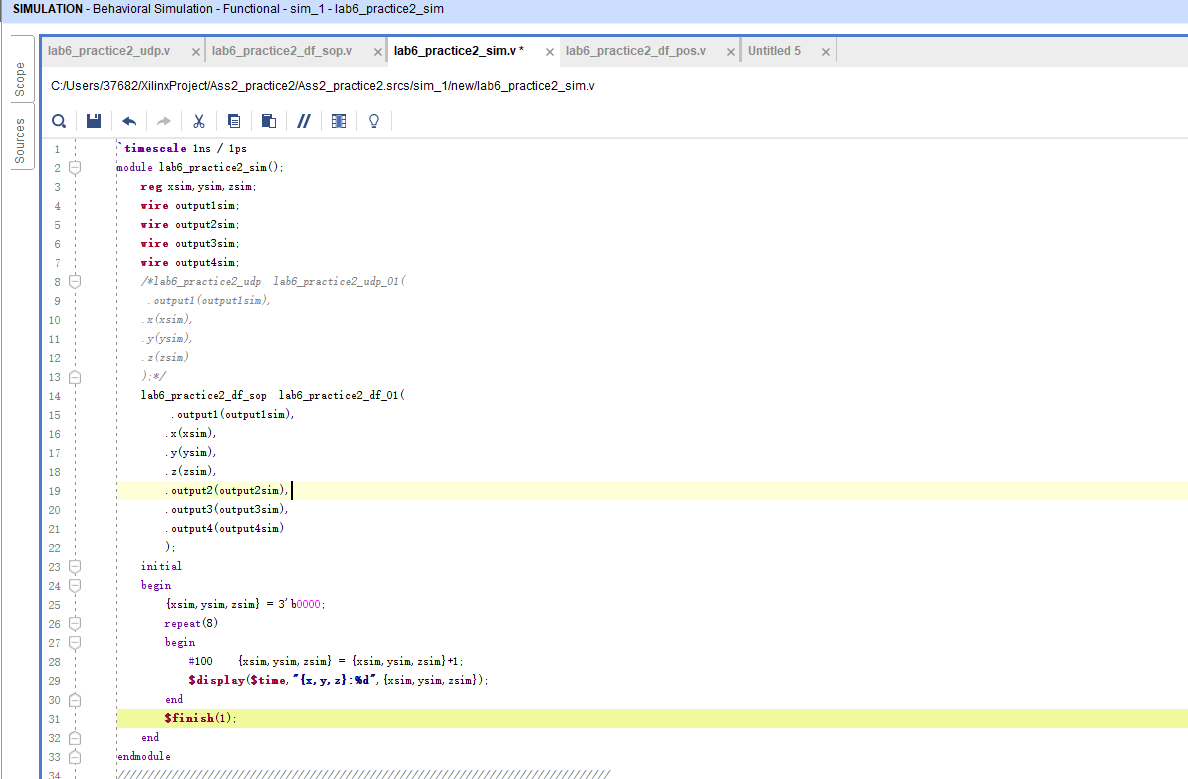 SIMULATION - Behavioral Simulation - Functional - sim_1 - lab6_practice2_sim
lab6_practice2_udp.v × lab6_practice2_df_sop.v × lab6_practice2_sim.v * × lab6_practice2_df_pos.v × Untitled 5 ×
Scope
Sources
C:/Users/37682/XilinxProject/Ass2_practice2/Ass2_practice2.srcs/sim_1/new/lab6_practice2_sim.v
1 `timescale 1ns / 1ps
2 module lab6_practice2_sim();
3 reg xsim,ysim,zsim;
4 wire output1sim;
5 wire output2sim;
6 wire output3sim;
7 wire output4sim;
8 /*lab6_practice2_udp lab6_practice2_udp_01(
9 .output1(output1sim),
10 .x(xsim),
11 .y(ysim),
12 .z(zsim)
13 );*/
14 lab6_practice2_df_sop lab6_practice2_df_01(
15 .output1(output1sim),
16 .x(xsim),
17 .y(ysim),
18 .z(zsim),
19 .output2(output2sim),
20 .output3(output3sim),
21 .output4(output4sim)
22 );
23 initial
24 begin
25 {xsim,ysim,zsim} = 3'b0000;
26 repeat(8)
27 begin
28 #100 {xsim,ysim,zsim} = {xsim,ysim,zsim}+1;
29 $display($time,"{x,y,z}:%d",{xsim,ysim,zsim});
30 end
31 $finish(1);
32 end
33 endmodule
34 //////////////////////////////////////////////////////////////////////////////////